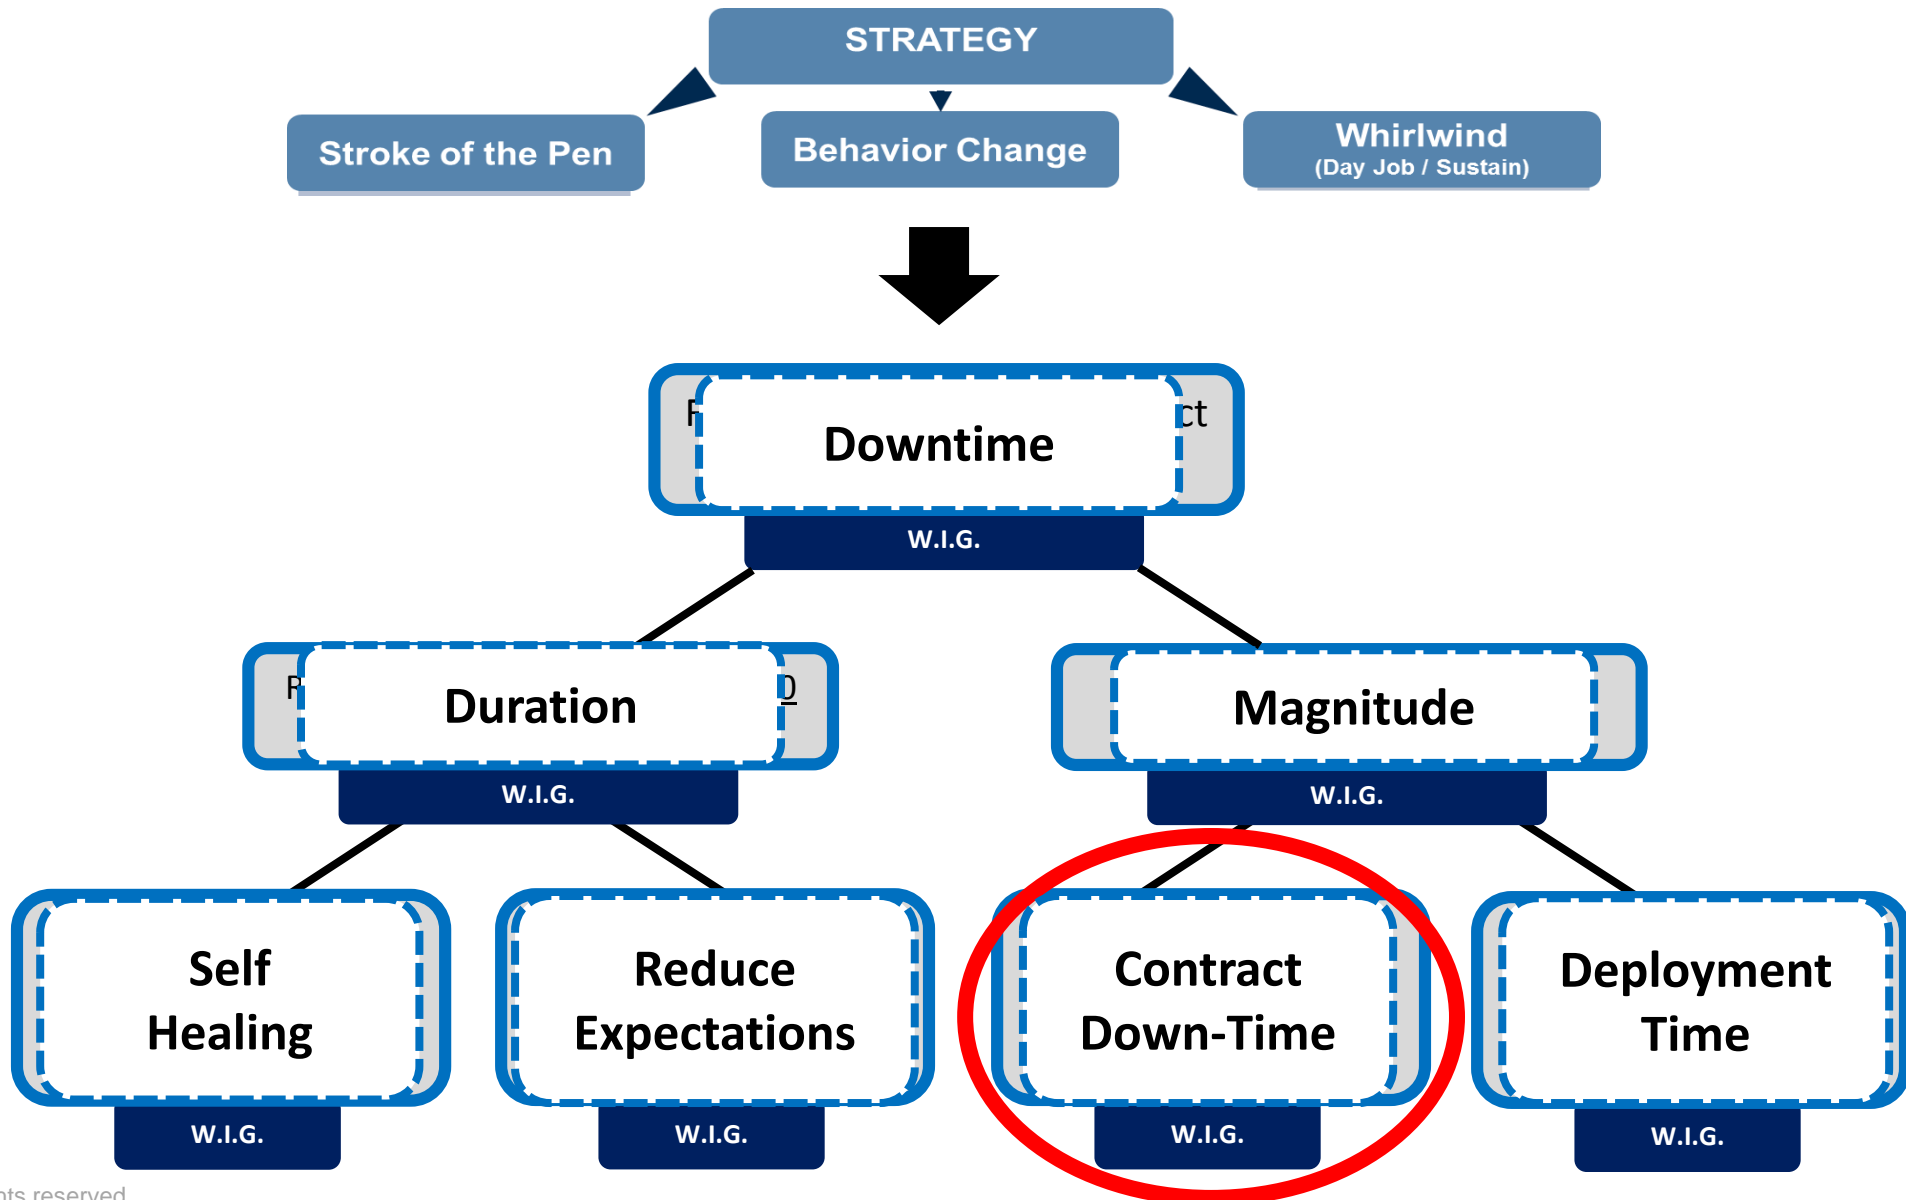 STRATEGY
Stroke of the Pen
Behavior Change
Whirlwind
(Day Job / Sustain)
Downtime
W.I.G.
Duration
Magnitude
W.I.G.
W.I.G.
Self
Healing
Reduce
Expectations
Contract
Down-Time
Deployment
Time
W.I.G.
W.I.G.
W.I.G.
W.I.G.
reserved